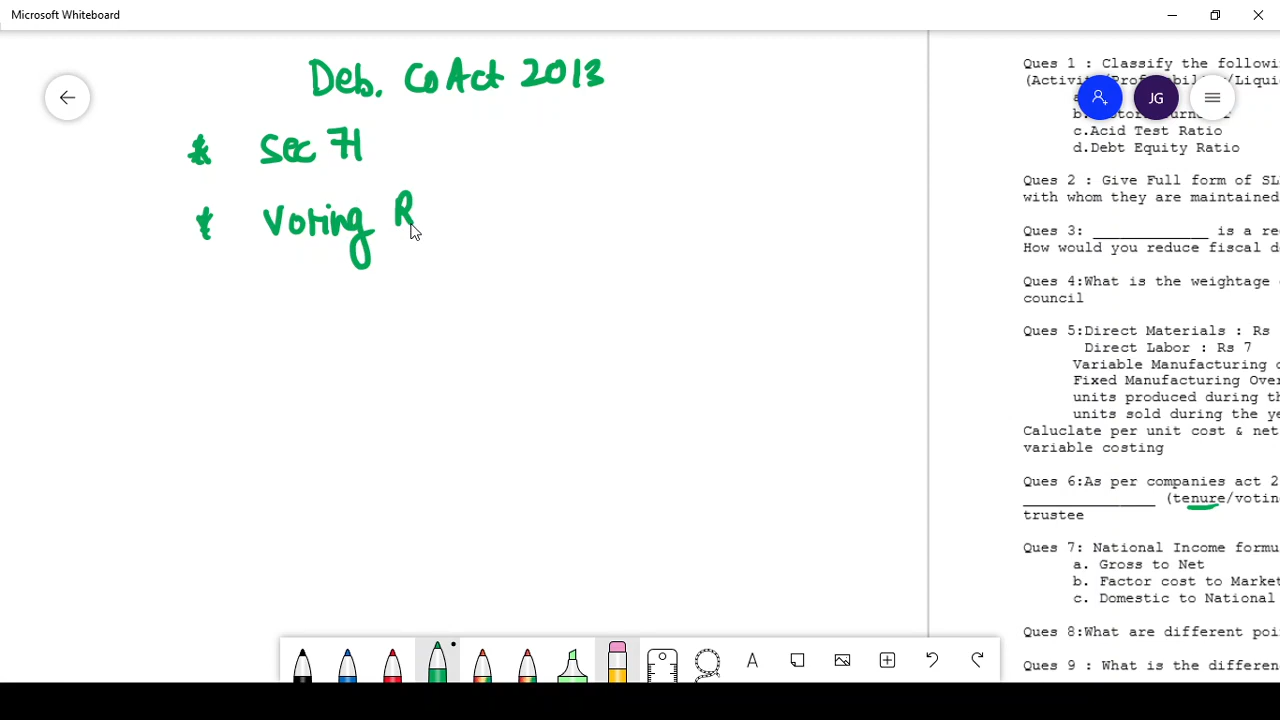 Microsoft Whiteboard
Deb. Co Act 2013
* Sec 71
* Voting R
JG
Ques 1 : Classify the followi
c.Acid Test Ratio
d.Debt Equity Ratio
Ques 2 : Give Full form of SL
with whom they are maintained
Ques 3: _____________ is a re
How would you reduce fiscal d
Ques 4:What is the weightage
council
Ques 5:Direct Materials : Rs
Direct Labor : Rs 7
Variable Manufacturing
Fixed Manufacturing Over
units produced during th
units sold during the ye
Caluclate per unit cost & net
variable costing
Ques 6:As per companies act 2
_______________ (tenure/votin
trustee
Ques 7: National Income formu
a. Gross to Net
b. Factor cost to Market
c. Domestic to National
Ques 8:What are different poi
Ques 9 : What is the differen
A